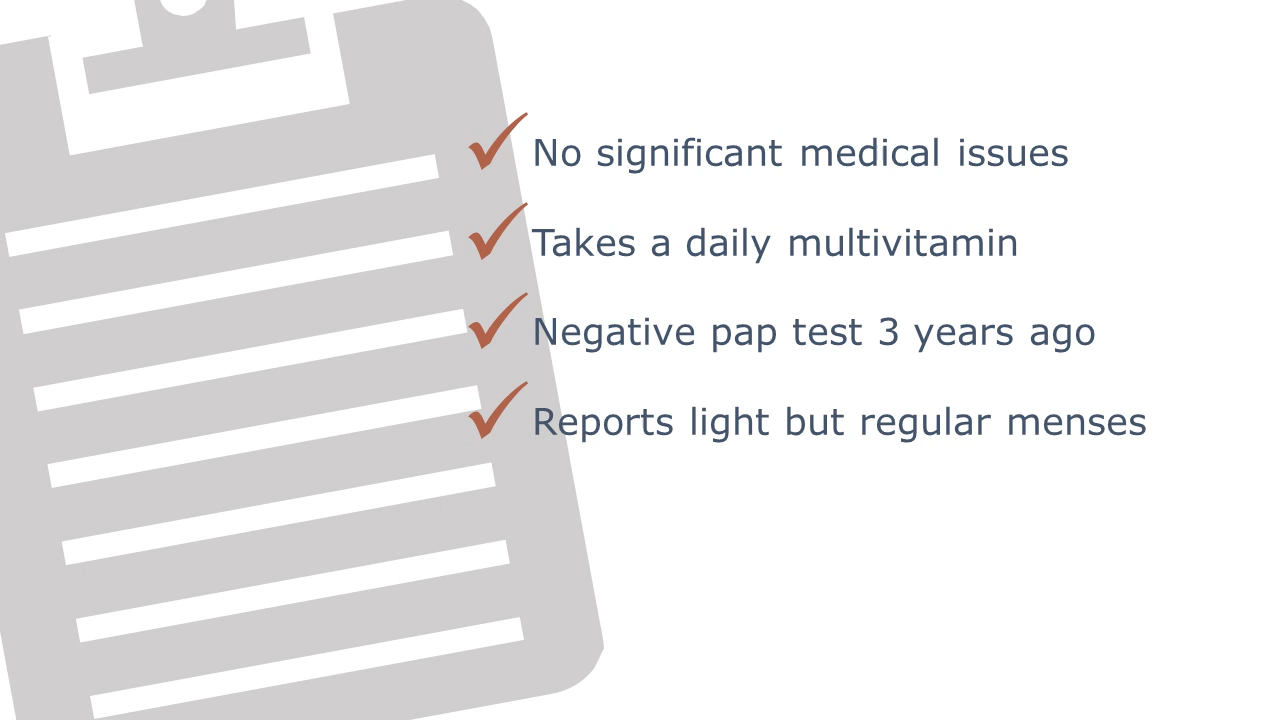 No significant medical issues
Takes a daily multivitamin
Negative pap test 3 years ago
Reports light but regular menses